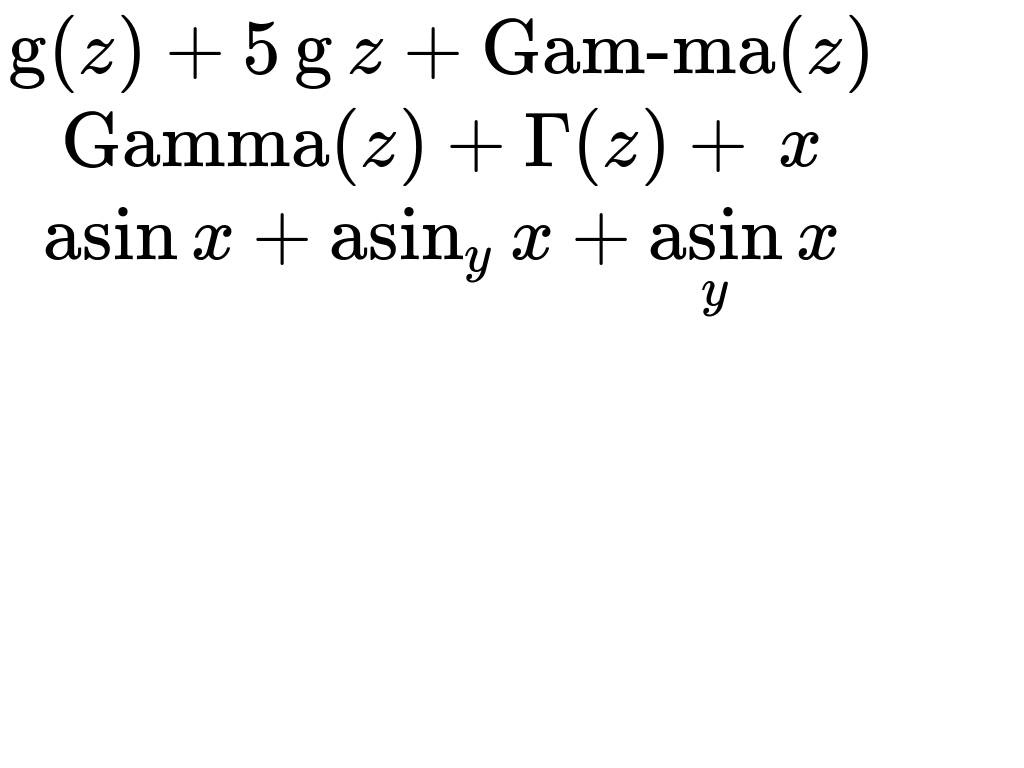 g(z) + 5 g z + Gam-ma(z)
Gamma(z) + Γ(z) + x
asin x + asin_y x + asin_y x